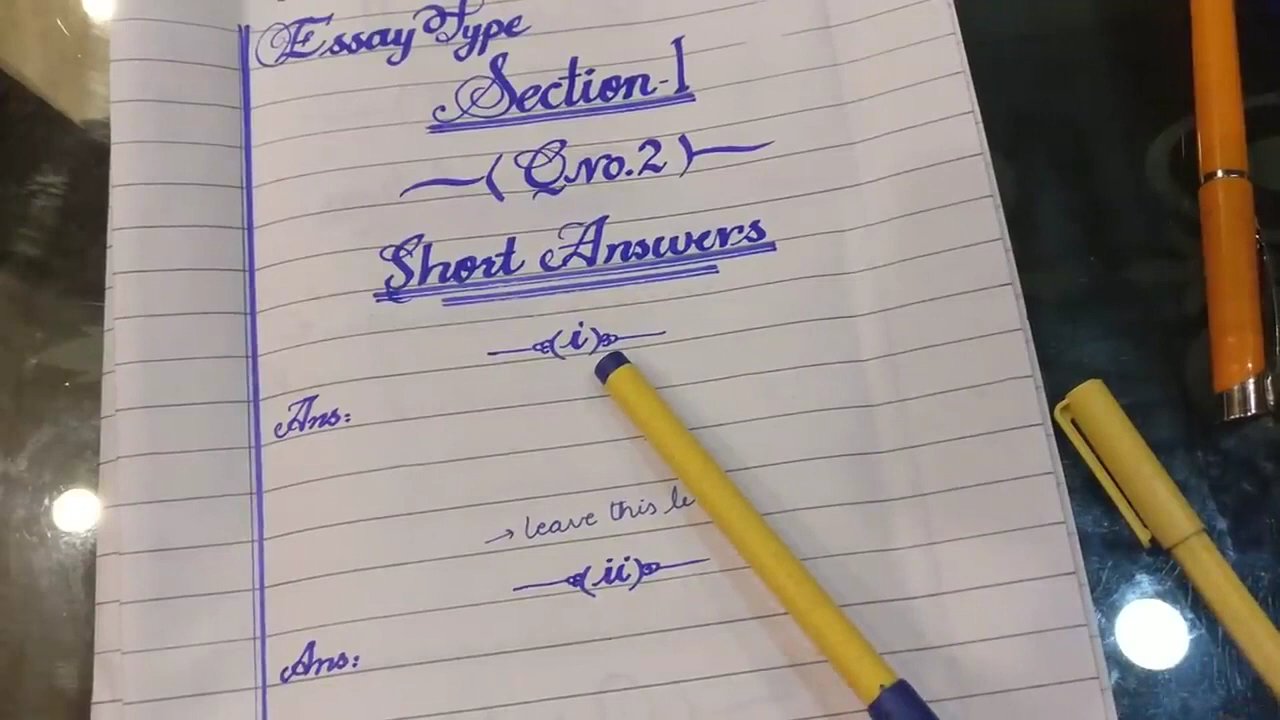 Essay Type
Section-I
(Q.no.2)
Short Answers
(i)
Ans:
→ leave this
(ii)
Ans: